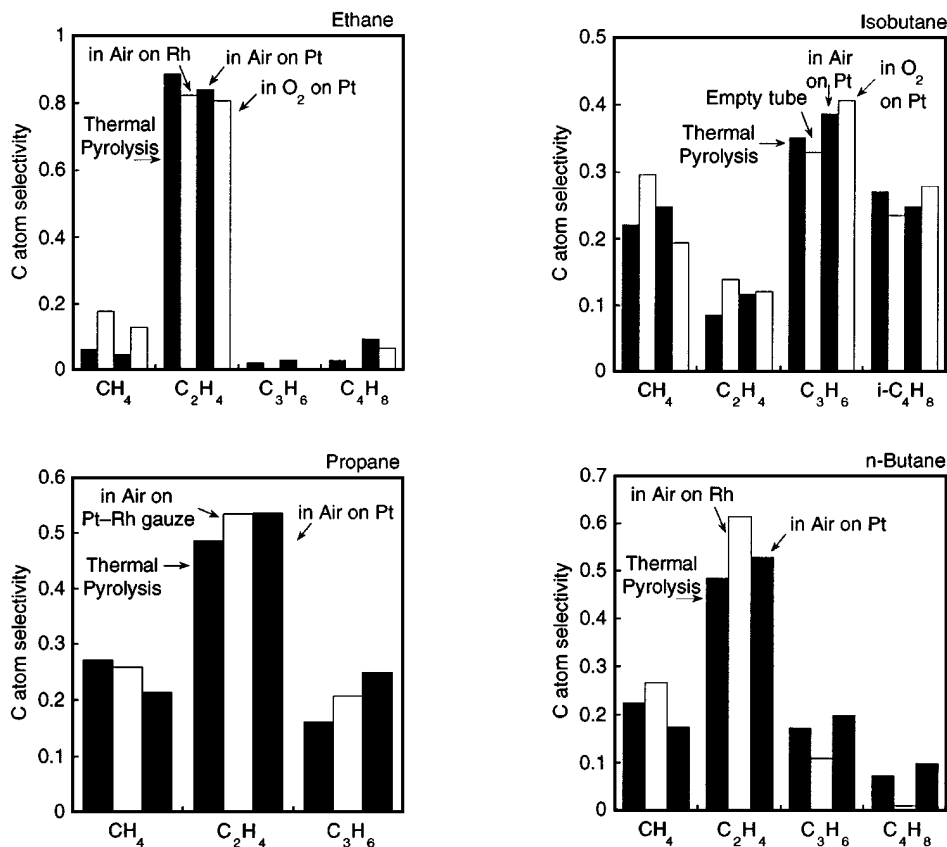 Ethane
C atom selectivity
1
0.8
0.6
0.4
0.2
0
in Air on Rh
in Air on Pt
in O₂ on Pt
Thermal
Pyrolysis
CH₄
C₂H₄
C₃H₆
C₄H₈
Isobutane
C atom selectivity
0.5
0.4
0.3
0.2
0.1
0
in Air
on Pt
in O₂
on Pt
Empty tube
Thermal
Pyrolysis
CH₄
C₂H₄
C₃H₆
i-C₄H₈
Propane
C atom selectivity
0.6
0.5
0.4
0.3
0.2
0.1
0
in Air on
Pt–Rh gauze
in Air on Pt
Thermal
Pyrolysis
CH₄
C₂H₄
C₃H₆
n-Butane
C atom selectivity
0.7
0.6
0.5
0.4
0.3
0.2
0.1
0
in Air on Rh
in Air on Pt
Thermal
Pyrolysis
CH₄
C₂H₄
C₃H₆
C₄H₈